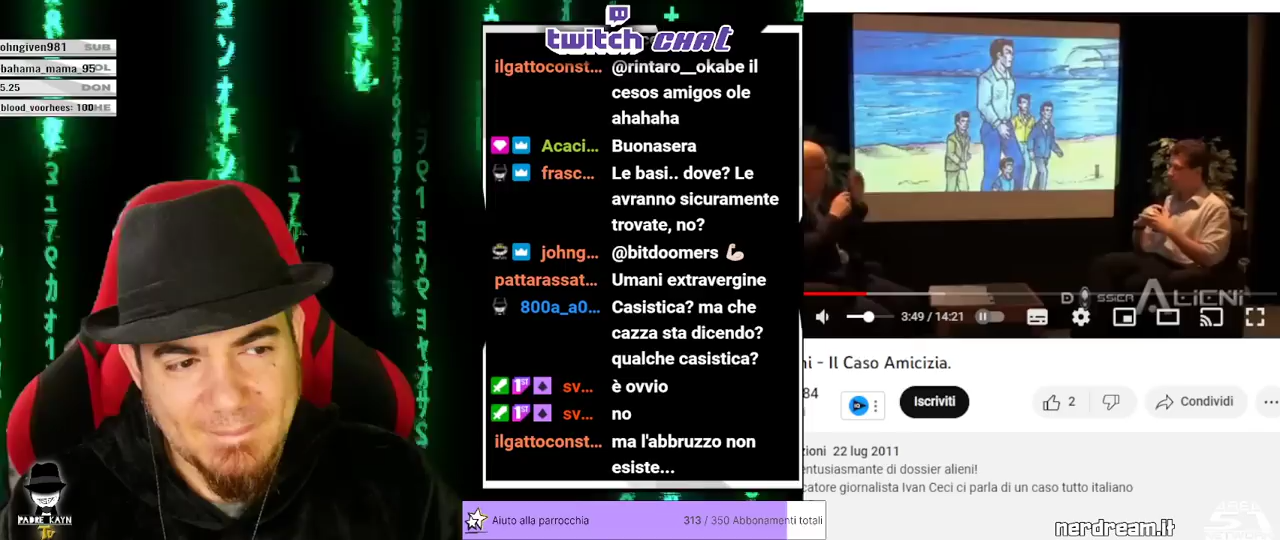 ohngiven981 SUB
bahama_mama_95
5.25 DON
blood_voorhees: 100
PADRE KAYN
Tv
twitch CHAT
ilgattoconst... @rintaro__okabe il
cesos amigos ole
ahahaha
Acaci... Buonasera
frasc... Le basi.. dove? Le
avranno sicuramente
trovate, no?
johng... @bitdoomers 💪🏻
pattarassat... Umani extravergine
800a_a0... Casistica? ma che
cazza sta dicendo?
qualche casistica?
sv... è ovvio
sv... no
ilgattoconst... ma l'abbruzzo non
esiste...
Aiuto alla parrocchia 313 / 350 Abbonamenti totali
DOSSIER ALIENI
3:49 / 14:21
ni - Il Caso Amicizia.
84 Iscriviti 2 Condividi
zioni 22 lug 2011
entusiasmante di dossier alieni!
catore giornalista Ivan Ceci ci parla di un caso tutto italiano
nerdream.it